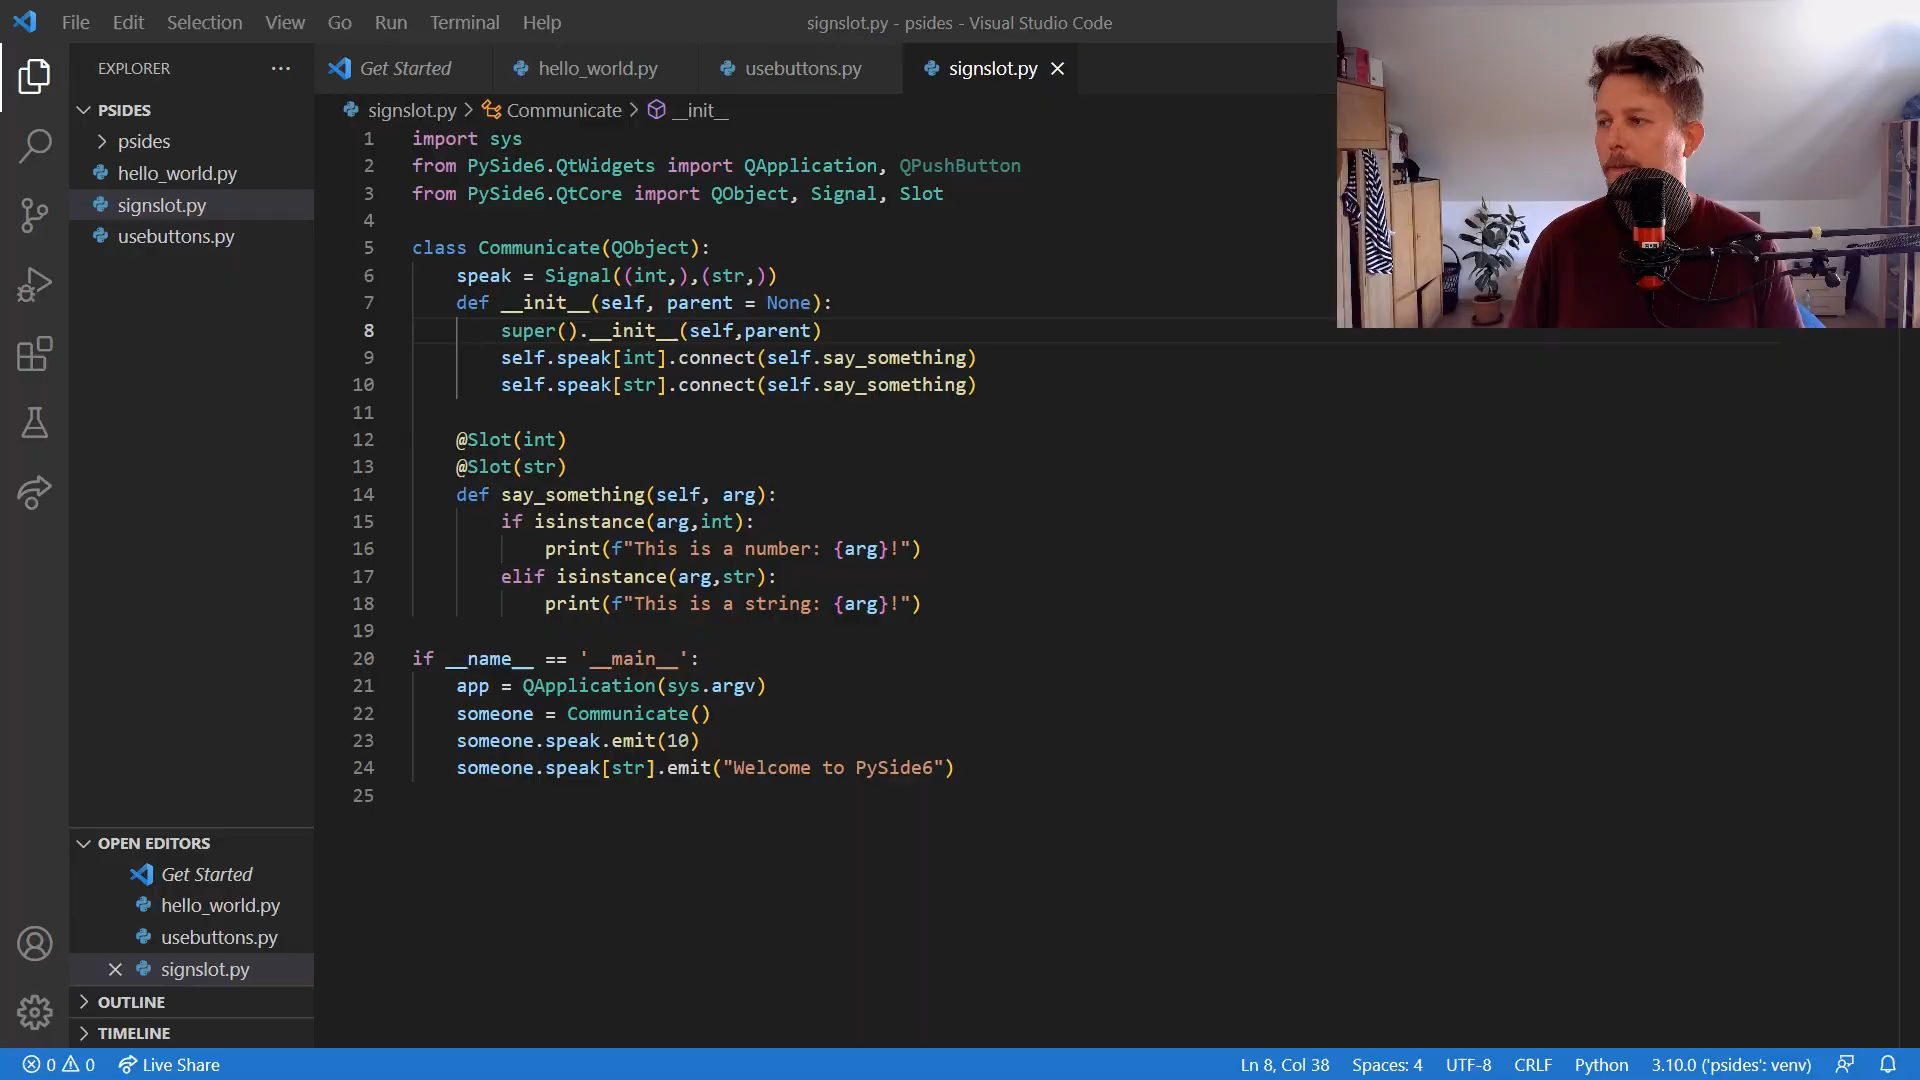 File Edit Selection View Go Run Terminal Help
signslot.py - psides - Visual Studio Code
EXPLORER
PSIDES
psides
hello_world.py
signslot.py
usebuttons.py
OPEN EDITORS
Get Started
hello_world.py
usebuttons.py
signslot.py
OUTLINE
TIMELINE
Get Started hello_world.py usebuttons.py signslot.py
signslot.py > Communicate > __init__
1 import sys
2 from PySide6.QtWidgets import QApplication, QPushButton
3 from PySide6.QtCore import QObject, Signal, Slot
4
5 class Communicate(QObject):
6 speak = Signal((int,),(str,))
7 def __init__(self, parent = None):
8 super().__init__(self,parent)
9 self.speak[int].connect(self.say_something)
10 self.speak[str].connect(self.say_something)
11
12 @Slot(int)
13 @Slot(str)
14 def say_something(self, arg):
15 if isinstance(arg,int):
16 print(f"This is a number: {arg}!")
17 elif isinstance(arg,str):
18 print(f"This is a string: {arg}!")
19
20 if __name__ == '__main__':
21 app = QApplication(sys.argv)
22 someone = Communicate()
23 someone.speak.emit(10)
24 someone.speak[str].emit("Welcome to PySide6")
25
0 0 Live Share Ln 8, Col 38 Spaces: 4 UTF-8 CRLF Python 3.10.0 ('psides': venv)